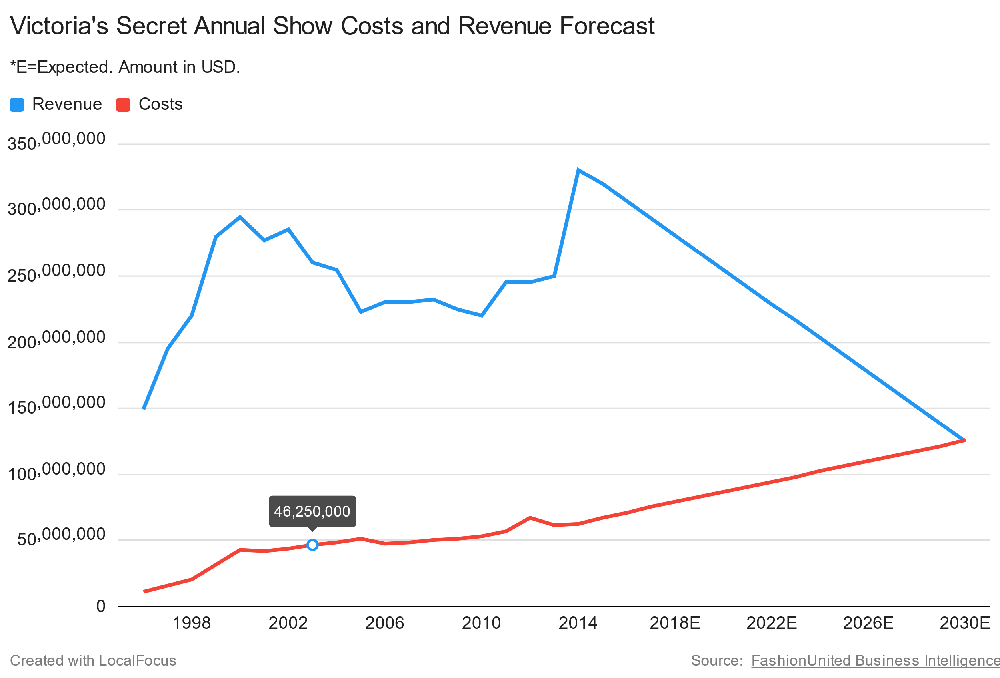 Victoria's Secret Annual Show Costs and Revenue Forecast
*E=Expected. Amount in USD.
Revenue Costs
350,000,000
300,000,000
250,000,000
200,000,000
150,000,000
100,000,000
46,250,000
50,000,000
0
1998 2002 2006 2010 2014 2018E 2022E 2026E 2030E
Created with LocalFocus Source: FashionUnited Business Intelligence